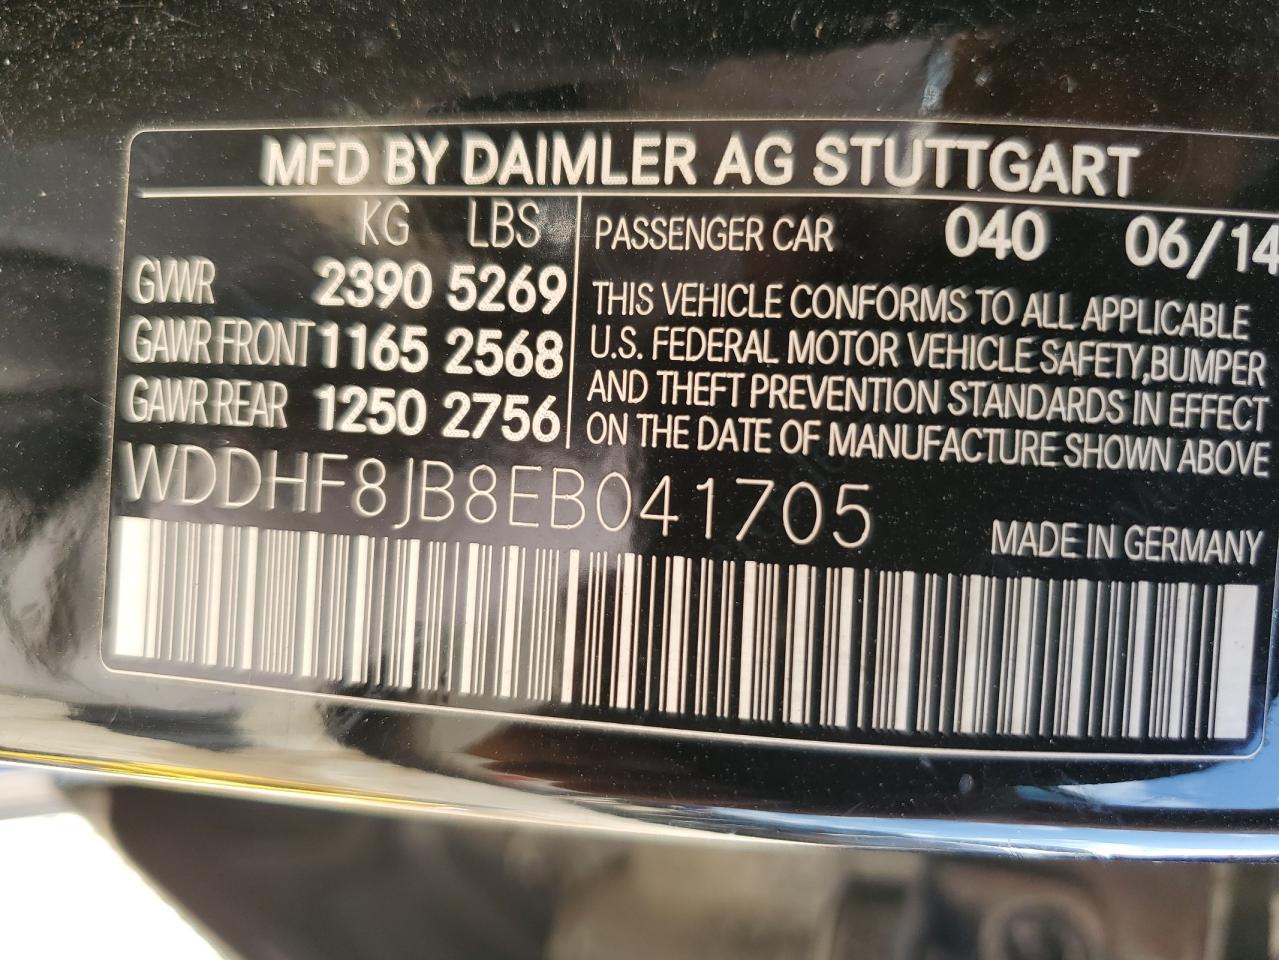 MFD BY DAIMLER AG STUTTGART
KG LBS
GVWR 2390 5269
GAWR FRONT 1165 2568
GAWR REAR 1250 2756
PASSENGER CAR 040 06/14
THIS VEHICLE CONFORMS TO ALL APPLICABLE
U.S. FEDERAL MOTOR VEHICLE SAFETY, BUMPER
AND THEFT PREVENTION STANDARDS IN EFFECT
ON THE DATE OF MANUFACTURE SHOWN ABOVE
WDDHF8JB8EB041705
MADE IN GERMANY